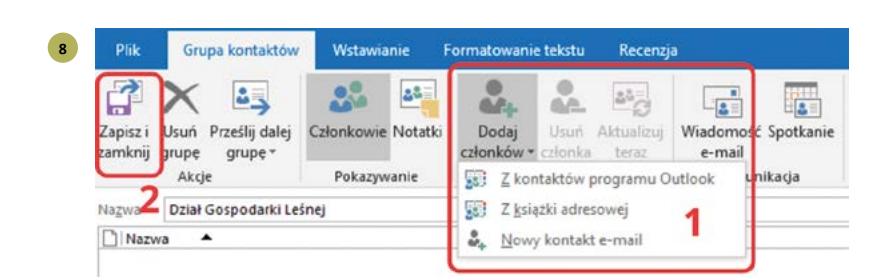 8
Plik Grupa kontaktów Wstawianie Formatowanie tekstu Recenzja
Zapisz i Usuń Prześlij dalej Członkowie Notatki Dodaj Usuń Aktualizuj Wiadomość Spotkanie
zamknij grupę grupę członków członka teraz e-mail
Akcje Pokazywanie unikacja
Z kontaktów programu Outlook
Z książki adresowej
Nowy kontakt e-mail
1
2
Nazwa Dział Gospodarki Leśnej
Nazwa